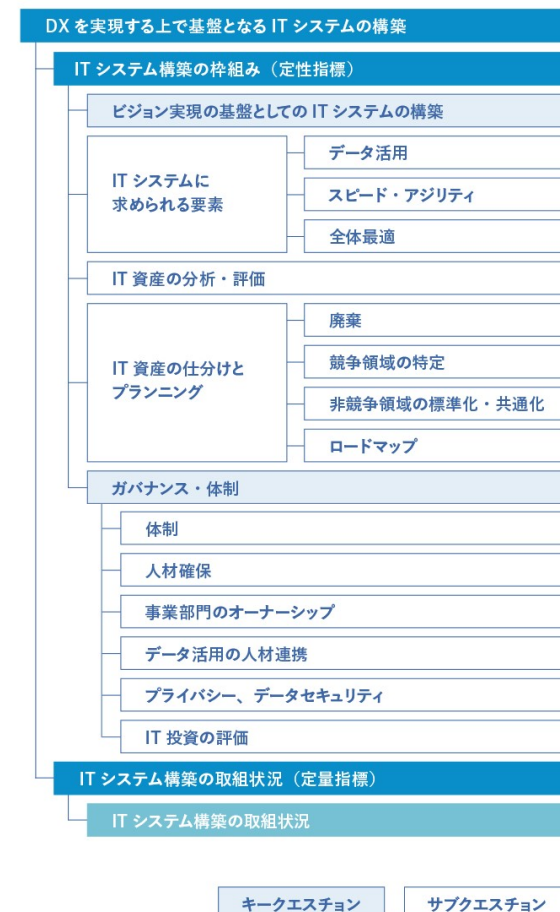 DX を実現する上で基盤となる IT システムの構築
IT システム構築の枠組み（定性指標）
ビジョン実現の基盤としての IT システムの構築
IT システムに
求められる要素
データ活用
スピード・アジリティ
全体最適
IT 資産の分析・評価
IT 資産の仕分けと
プランニング
廃棄
競争領域の特定
非競争領域の標準化・共通化
ロードマップ
ガバナンス・体制
体制
人材確保
事業部門のオーナーシップ
データ活用の人材連携
プライバシー、データセキュリティ
IT 投資の評価
IT システム構築の取組状況（定量指標）
IT システム構築の取組状況
キークエスチョン
サブクエスチョン